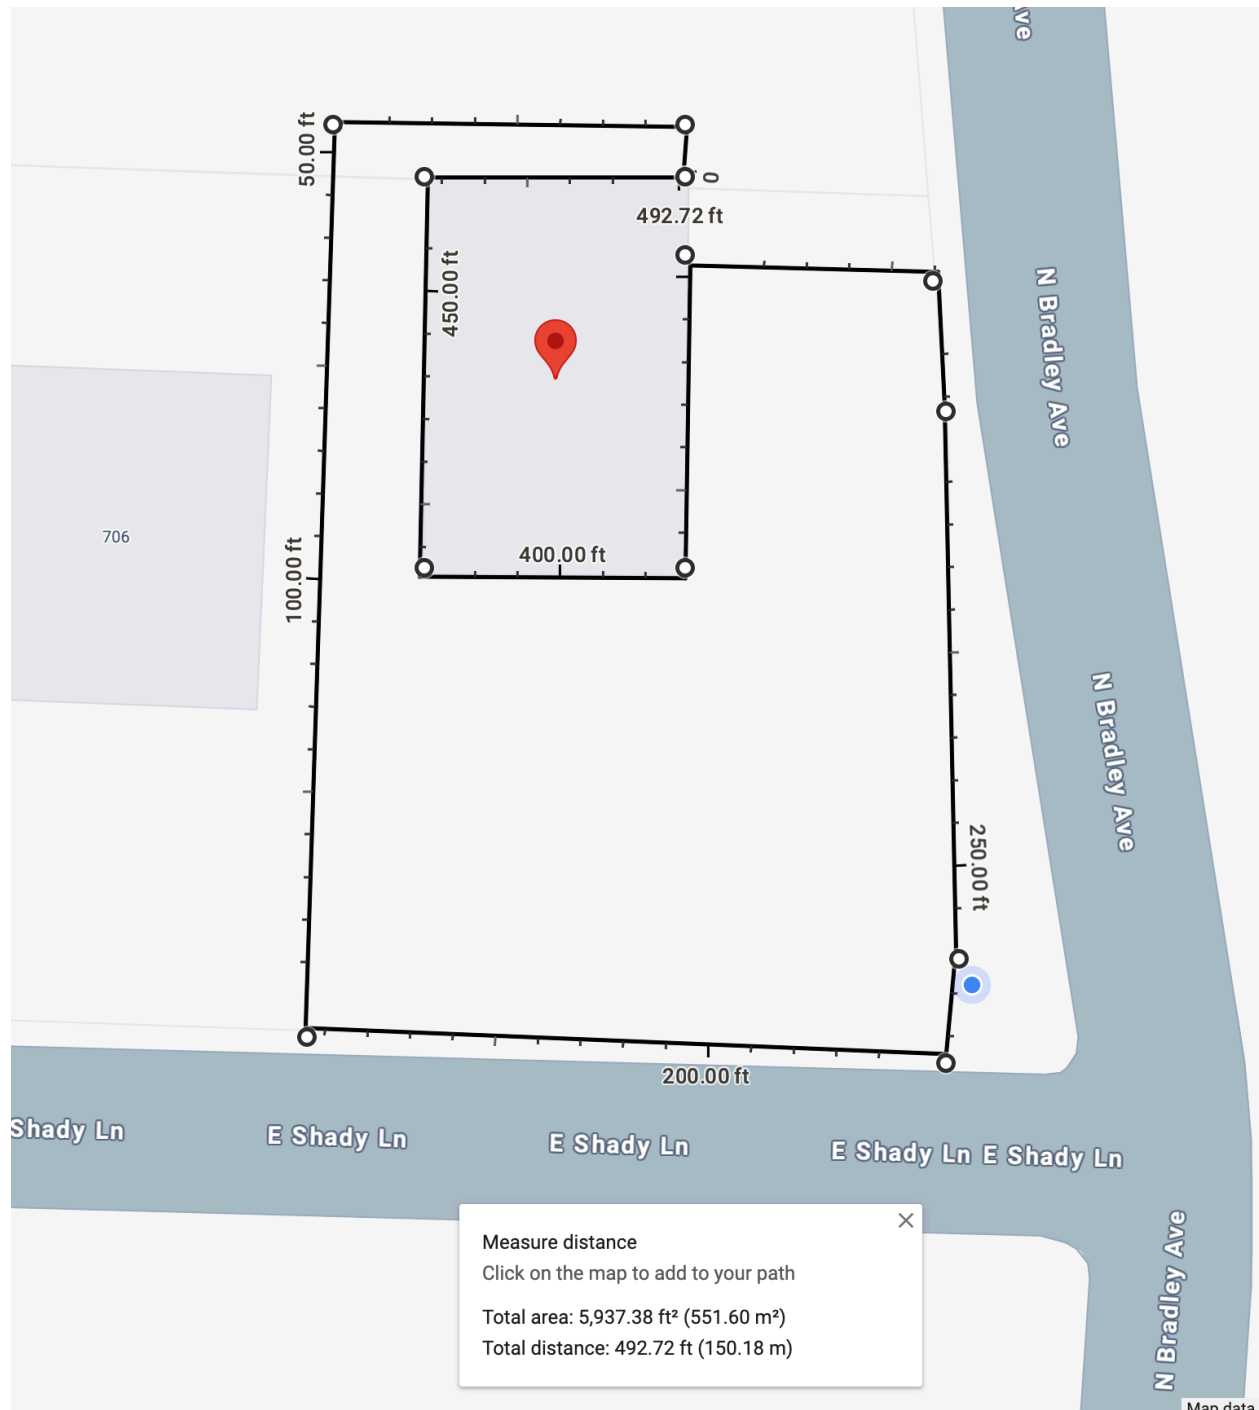 Ave
50.00 ft
0
492.72 ft
450.00 ft
N Bradley Ave
400.00 ft
706
100.00 ft
N Bradley Ave
250.00 ft
200.00 ft
Shady Ln
E Shady Ln
E Shady Ln
E Shady Ln
E Shady Ln
N Bradley Ave
Measure distance
Click on the map to add to your path
Total area: 5,937.38 ft² (551.60 m²)
Total distance: 492.72 ft (150.18 m)
Map data